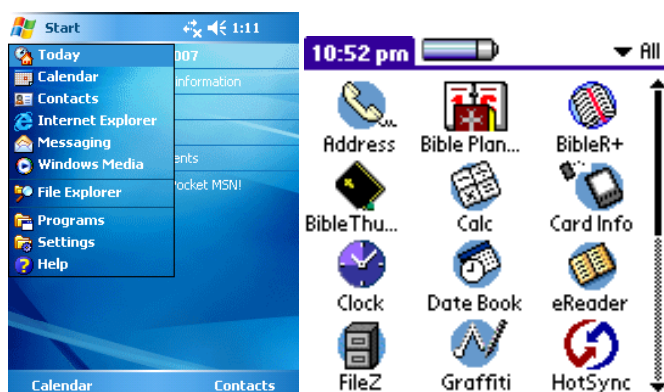 Start 1:11
Today
007
Calendar
information
Contacts
Internet Explorer
Messaging
ents
Windows Media
ocket MSN!
File Explorer
Programs
Settings
Help
Calendar Contacts
10:52 pm All
Address Bible Plan... BibleR+
BibleThu... Calc Card Info
Clock Date Book eReader
FileZ Graffiti HotSync